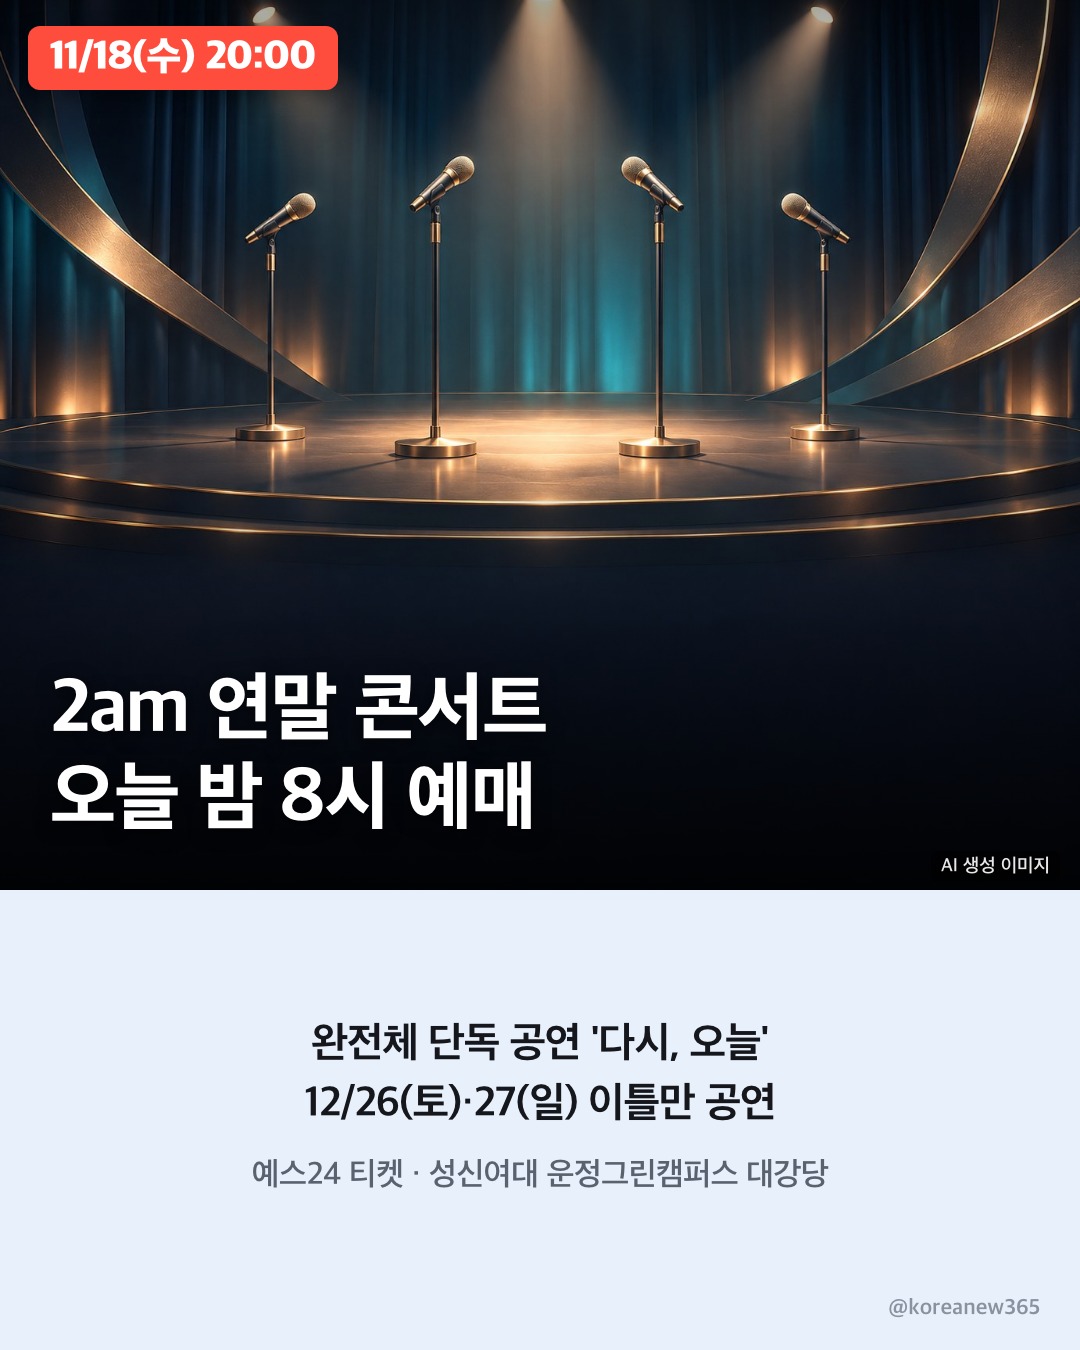 11/18(수) 20:00
2am 연말 콘서트
오늘 밤 8시 예매
AI 생성 이미지
완전체 단독 공연 '다시, 오늘'
12/26(토)·27(일) 이틀만 공연
예스24 티켓 · 성신여대 운정그린캠퍼스 대강당
@koreanew365